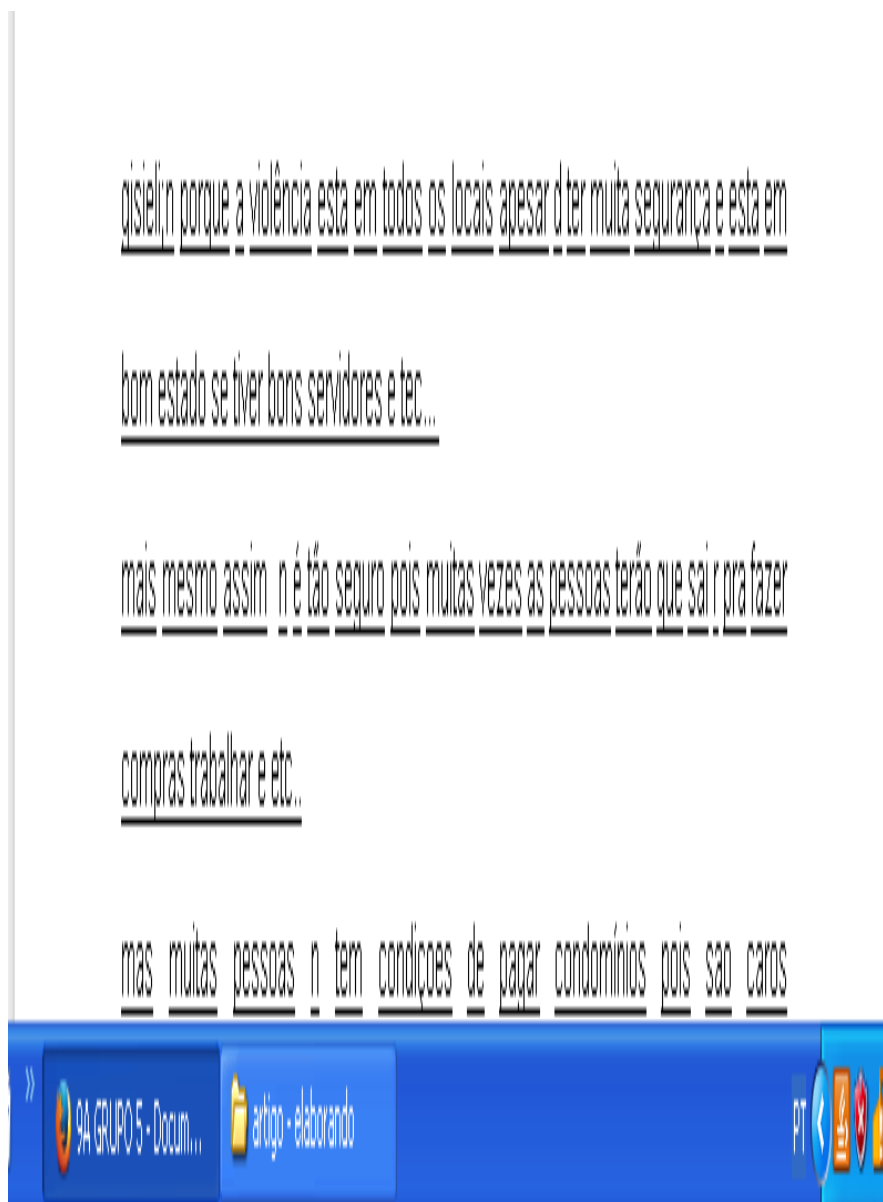 gisieli;n porque a violência esta em todos os locais apesar d ter muita segurança e esta em
bom estado se tiver bons servidores e tec...
mais mesmo assim n é tão seguro pois muitas vezes as pessoas terão que sai r pra fazer
compras trabalhar e etc..
mas muitas pessoas n tem condiçoes de pagar condomínios pois sao caros
» 9A GRUPO 5 - Docum... artigo - elaborando PT